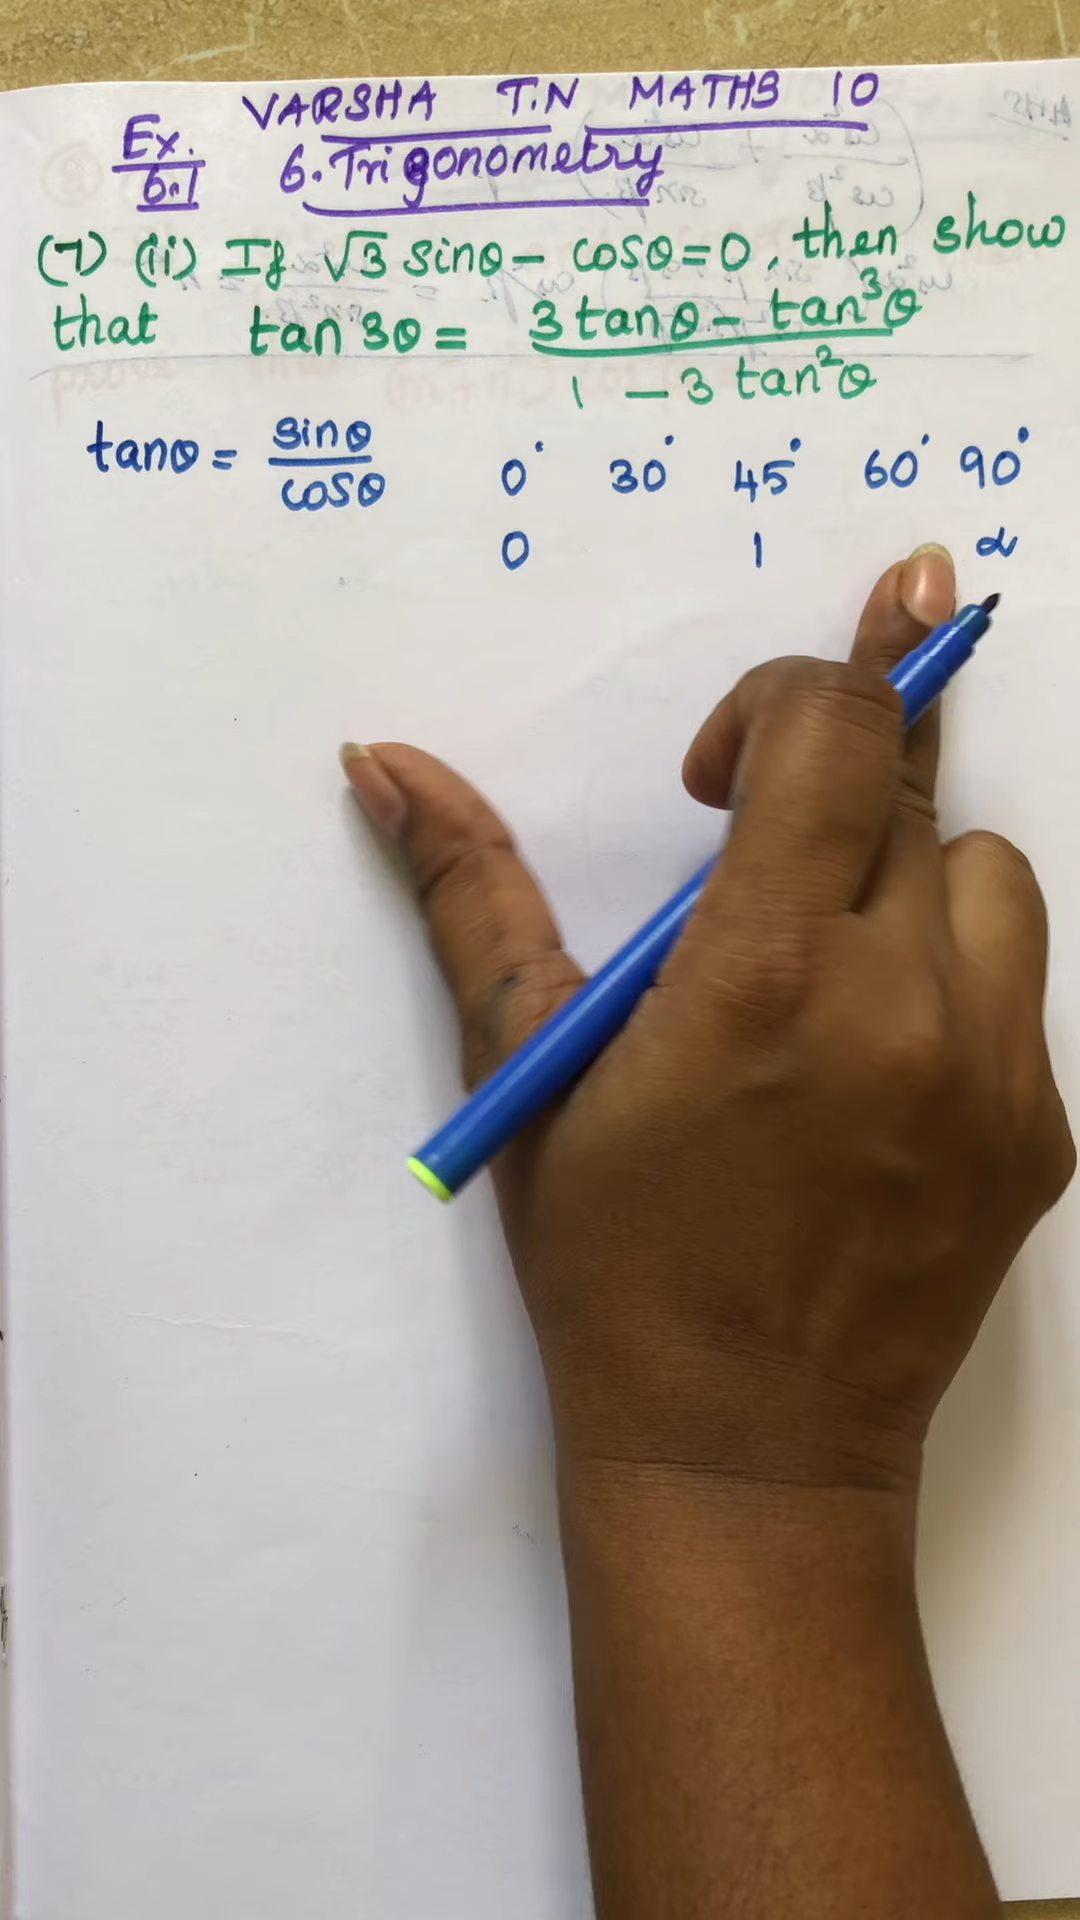 VARSHA T.N MATHS 10
Ex. 6.1 6. Trigonometry
(7) (ii) If √3 sinθ - cosθ = 0, then show
that tan 3θ = 3 tanθ - tan³θ / 1 - 3 tan²θ
tanθ = sinθ / cosθ
0° 30° 45° 60° 90°
0 1 ∝